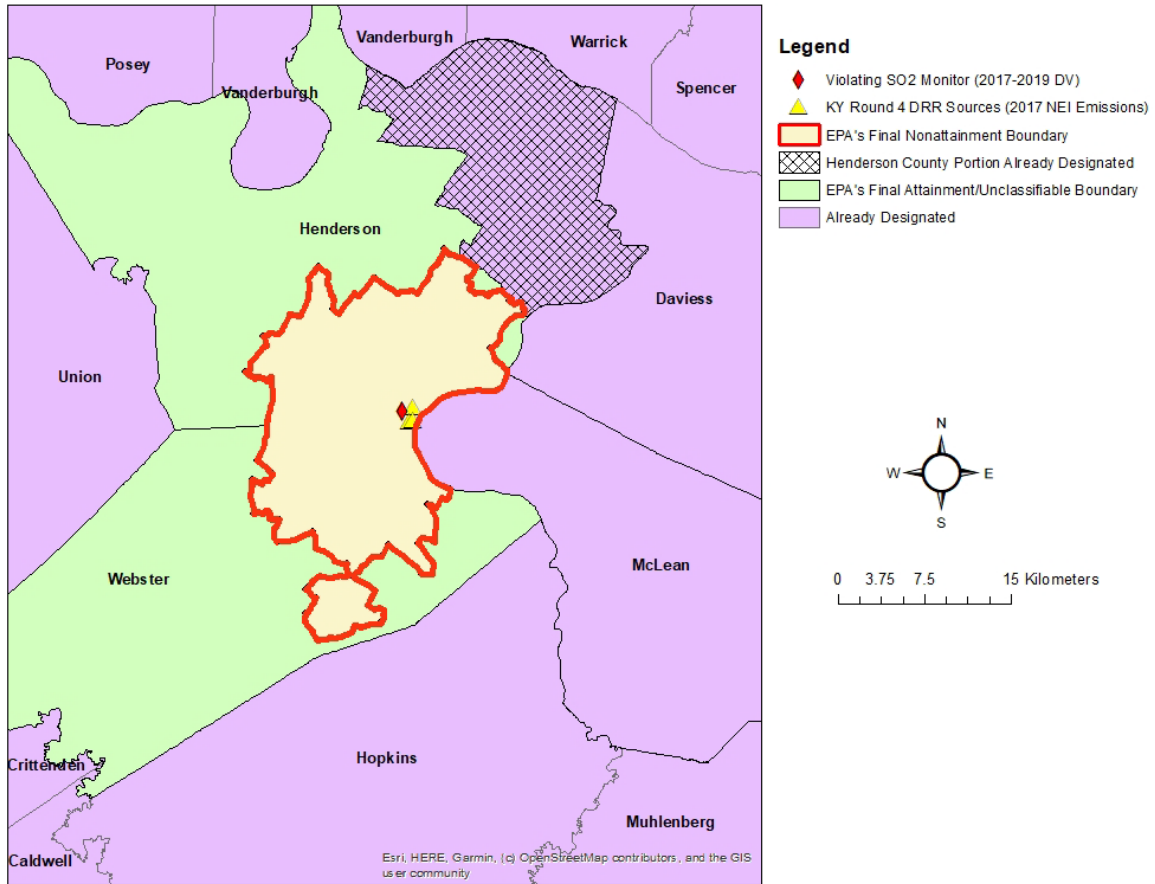 Vanderburgh
Warrick
Posey
Spencer
Vanderburgh
Henderson
Daviess
Union
Webster
McLean
Hopkins
Crittenden
Muhlenberg
Caldwell
Esri, HERE, Garmin, (c) OpenStreetMap contributors, and the GIS
user community
Legend
Violating SO2 Monitor (2017-2019 DV)
KY Round 4 DRR Sources (2017 NEI Emissions)
EPA's Final Nonattainment Boundary
Henderson County Portion Already Designated
EPA's Final Attainment/Unclassifiable Boundary
Already Designated
N
W E
S
0 3.75 7.5 15 Kilometers